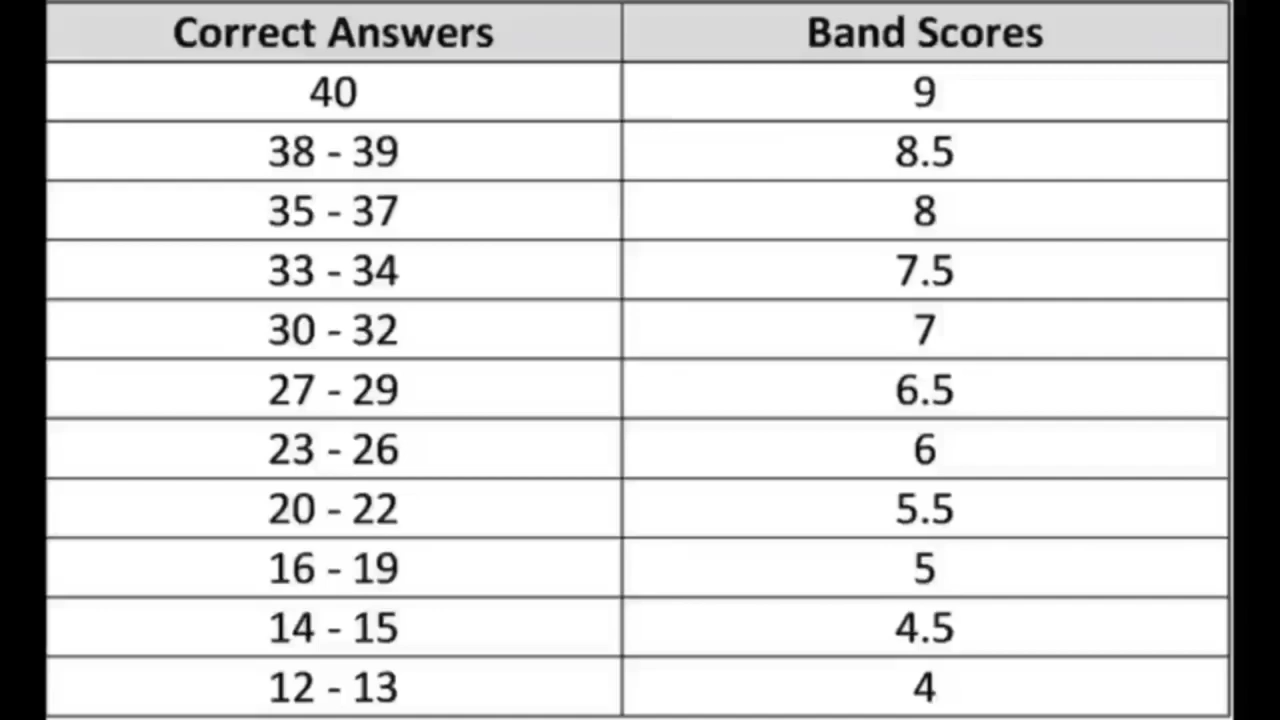 Correct Answers Band Scores
40 9
38 - 39 8.5
35 - 37 8
33 - 34 7.5
30 - 32 7
27 - 29 6.5
23 - 26 6
20 - 22 5.5
16 - 19 5
14 - 15 4.5
12 - 13 4